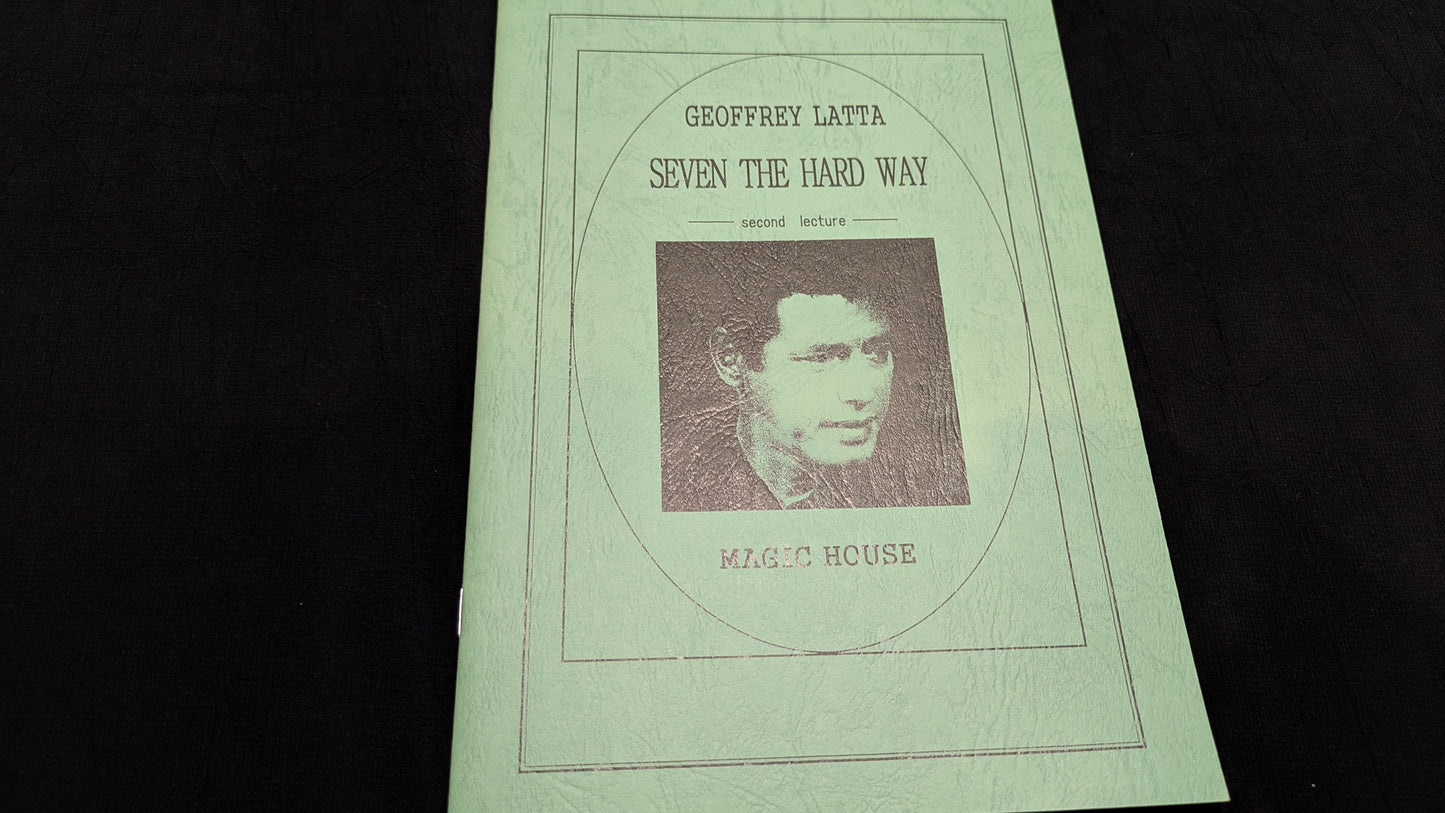 GEOFFREY LATTA
SEVEN THE HARD WAY
second lecture
MAGIC HOUSE